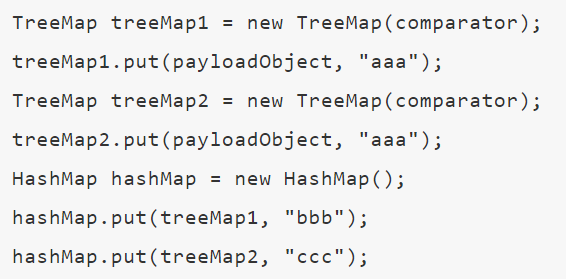 TreeMap treeMap1 = new TreeMap(comparator);
treeMap1.put(payloadObject, "aaa");
TreeMap treeMap2 = new TreeMap(comparator);
treeMap2.put(payloadObject, "aaa");
HashMap hashMap = new HashMap();
hashMap.put(treeMap1, "bbb");
hashMap.put(treeMap2, "ccc");